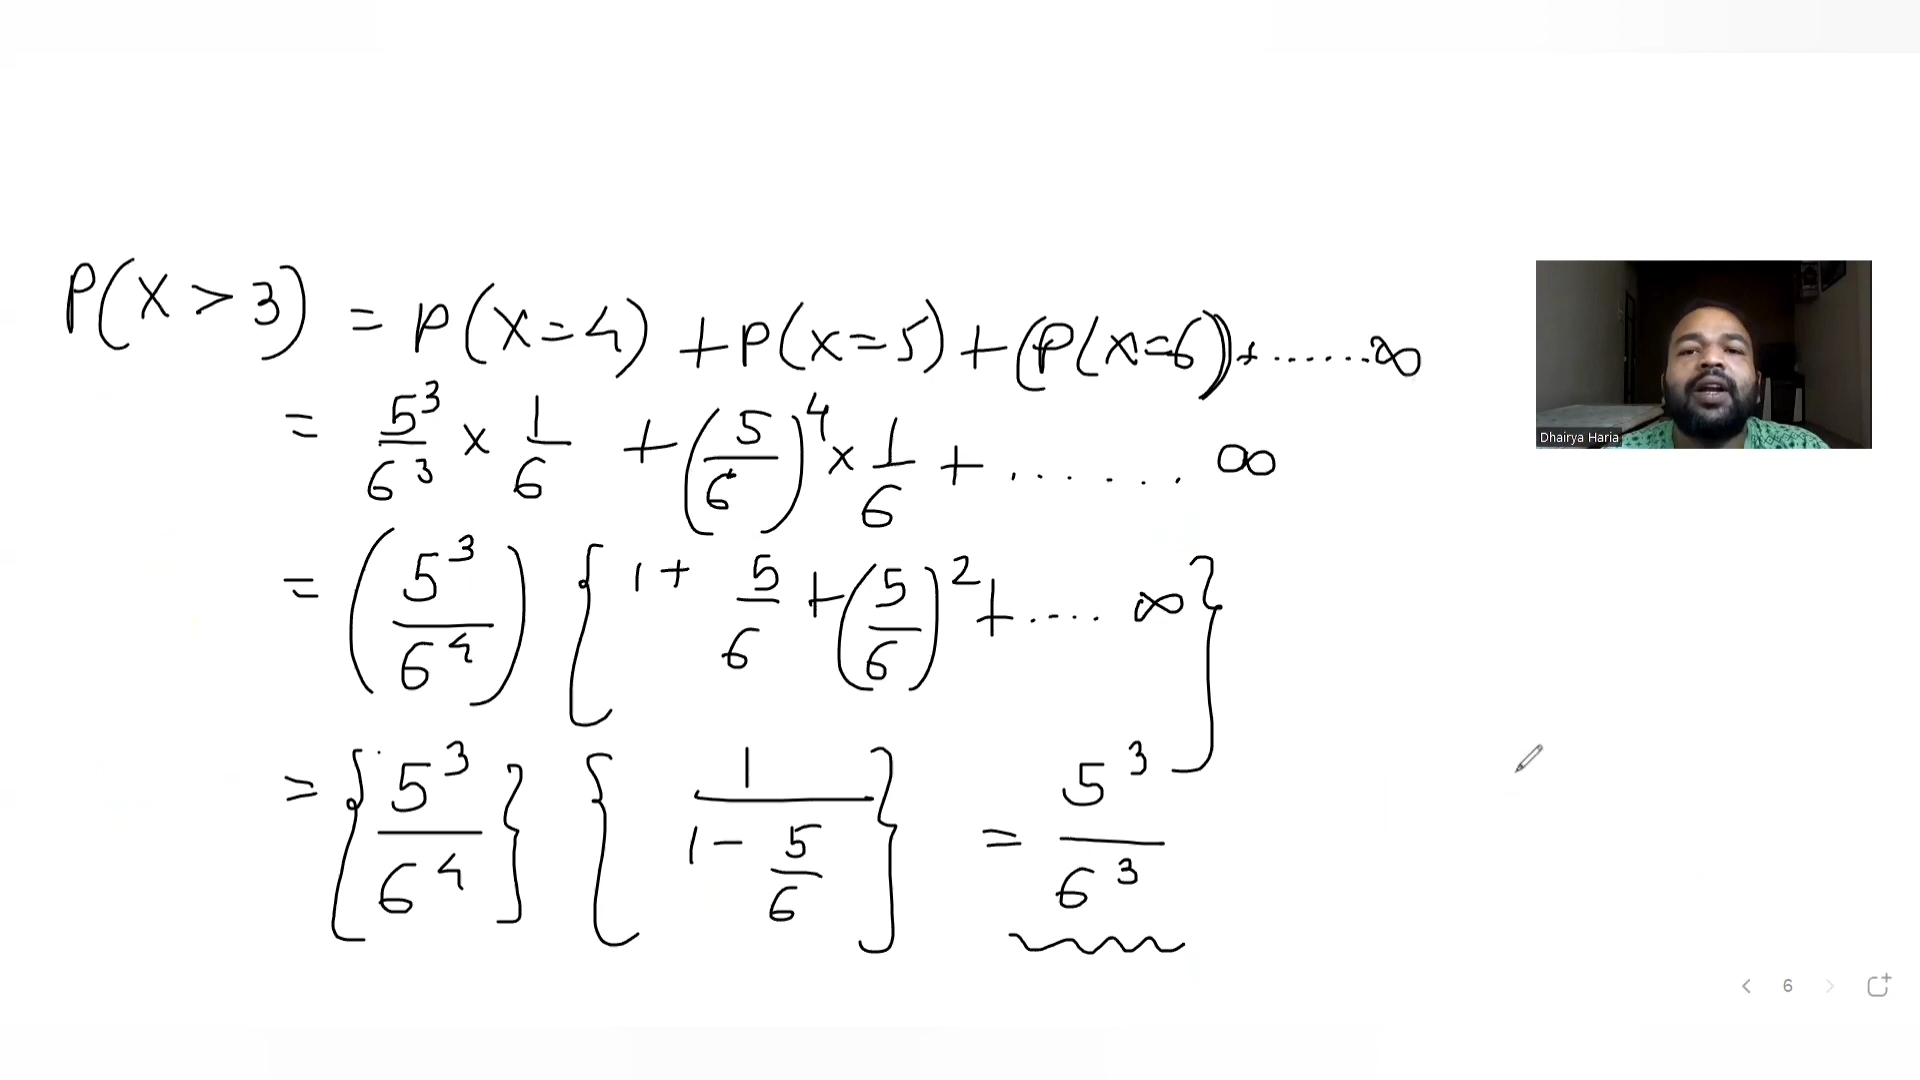 P(X > 3) = P(X=4) + P(X=5) + (P(X=6)) + ...... ∞
= 5³/6³ × 1/6 + (5/6)⁴ × 1/6 + ...... ∞
= (5³/6⁴) { 1 + 5/6 + (5/6)² + .... ∞ }
= { 5³/6⁴ } { 1/(1 - 5/6) } = 5³/6³
Dhairya Haria
6